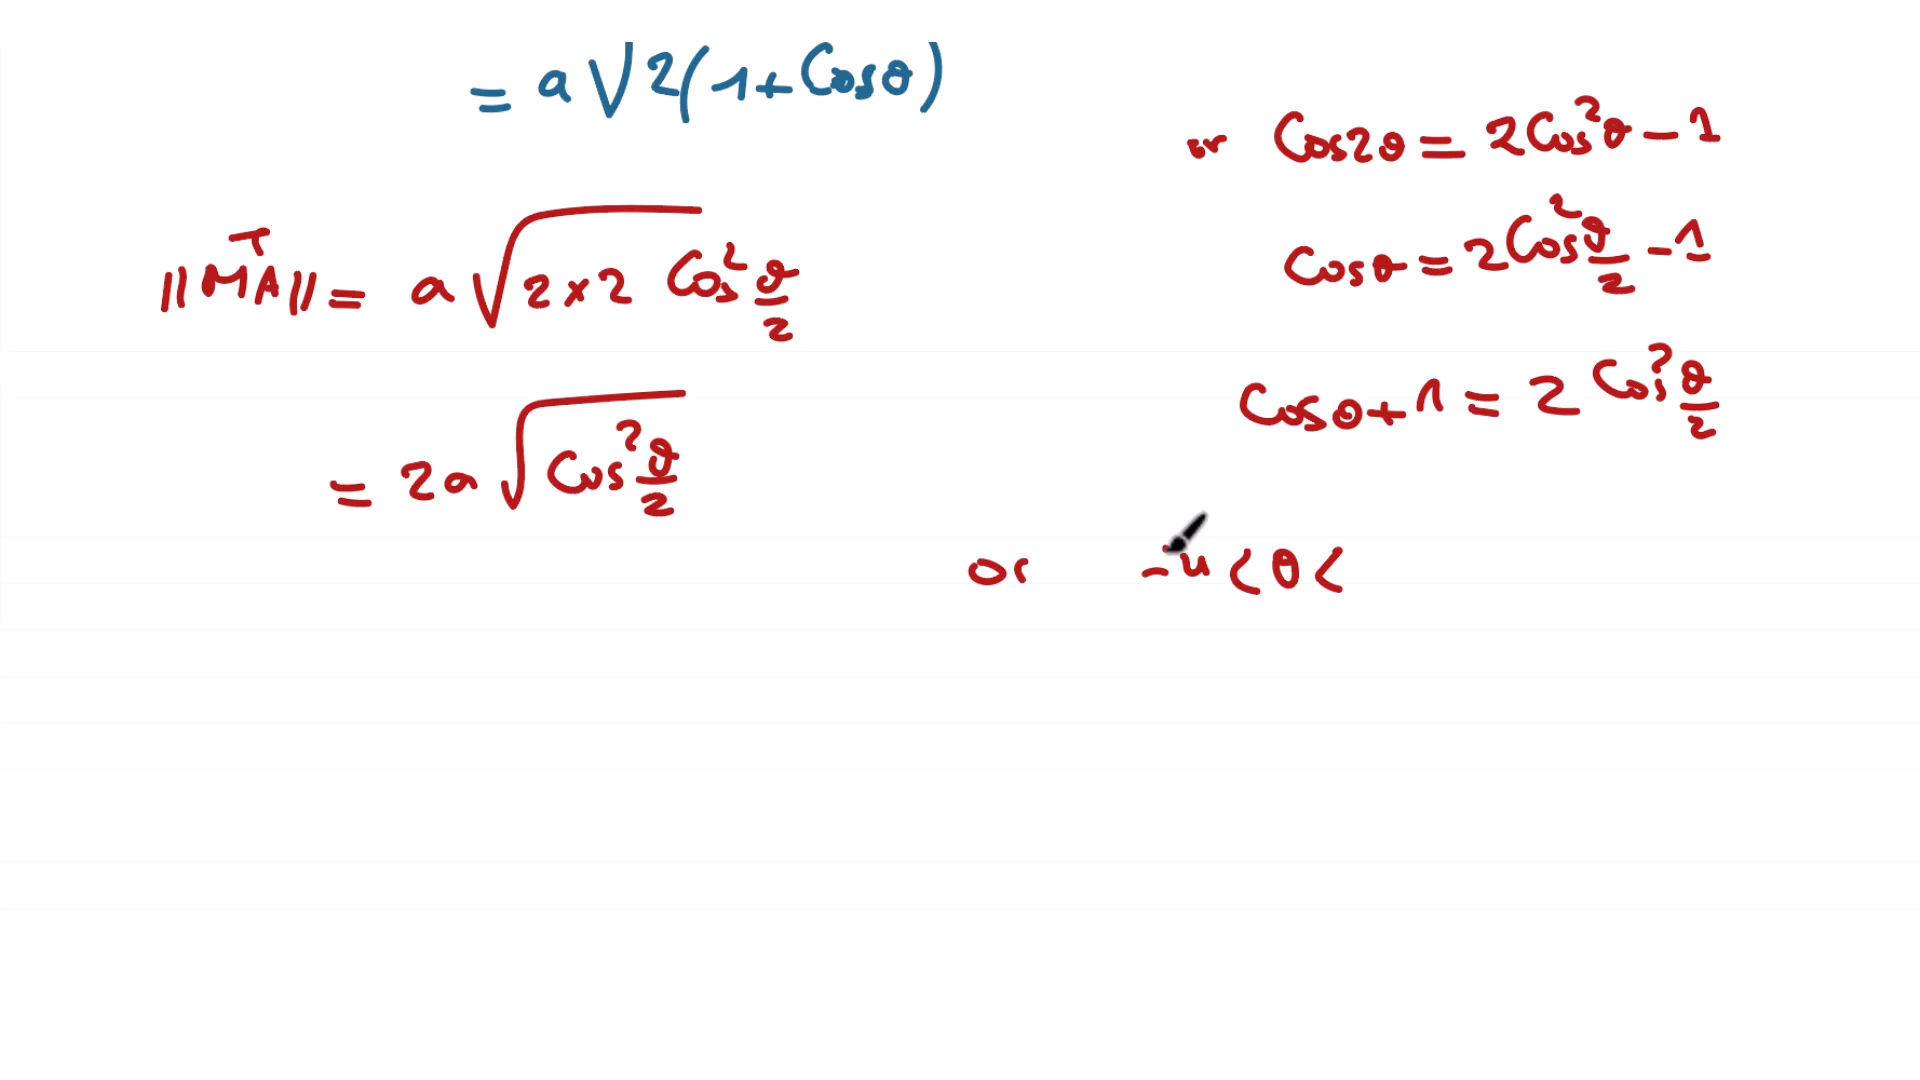 = a √2(1+Cosθ)
or Cos2θ = 2Cos²θ - 1
Cosθ = 2Cos²θ/2 - 1
||MA|| = a √2×2 Cos²θ/2
Cosθ + 1 = 2 Cos²θ/2
= 2a √Cos²θ/2
or -π < θ <